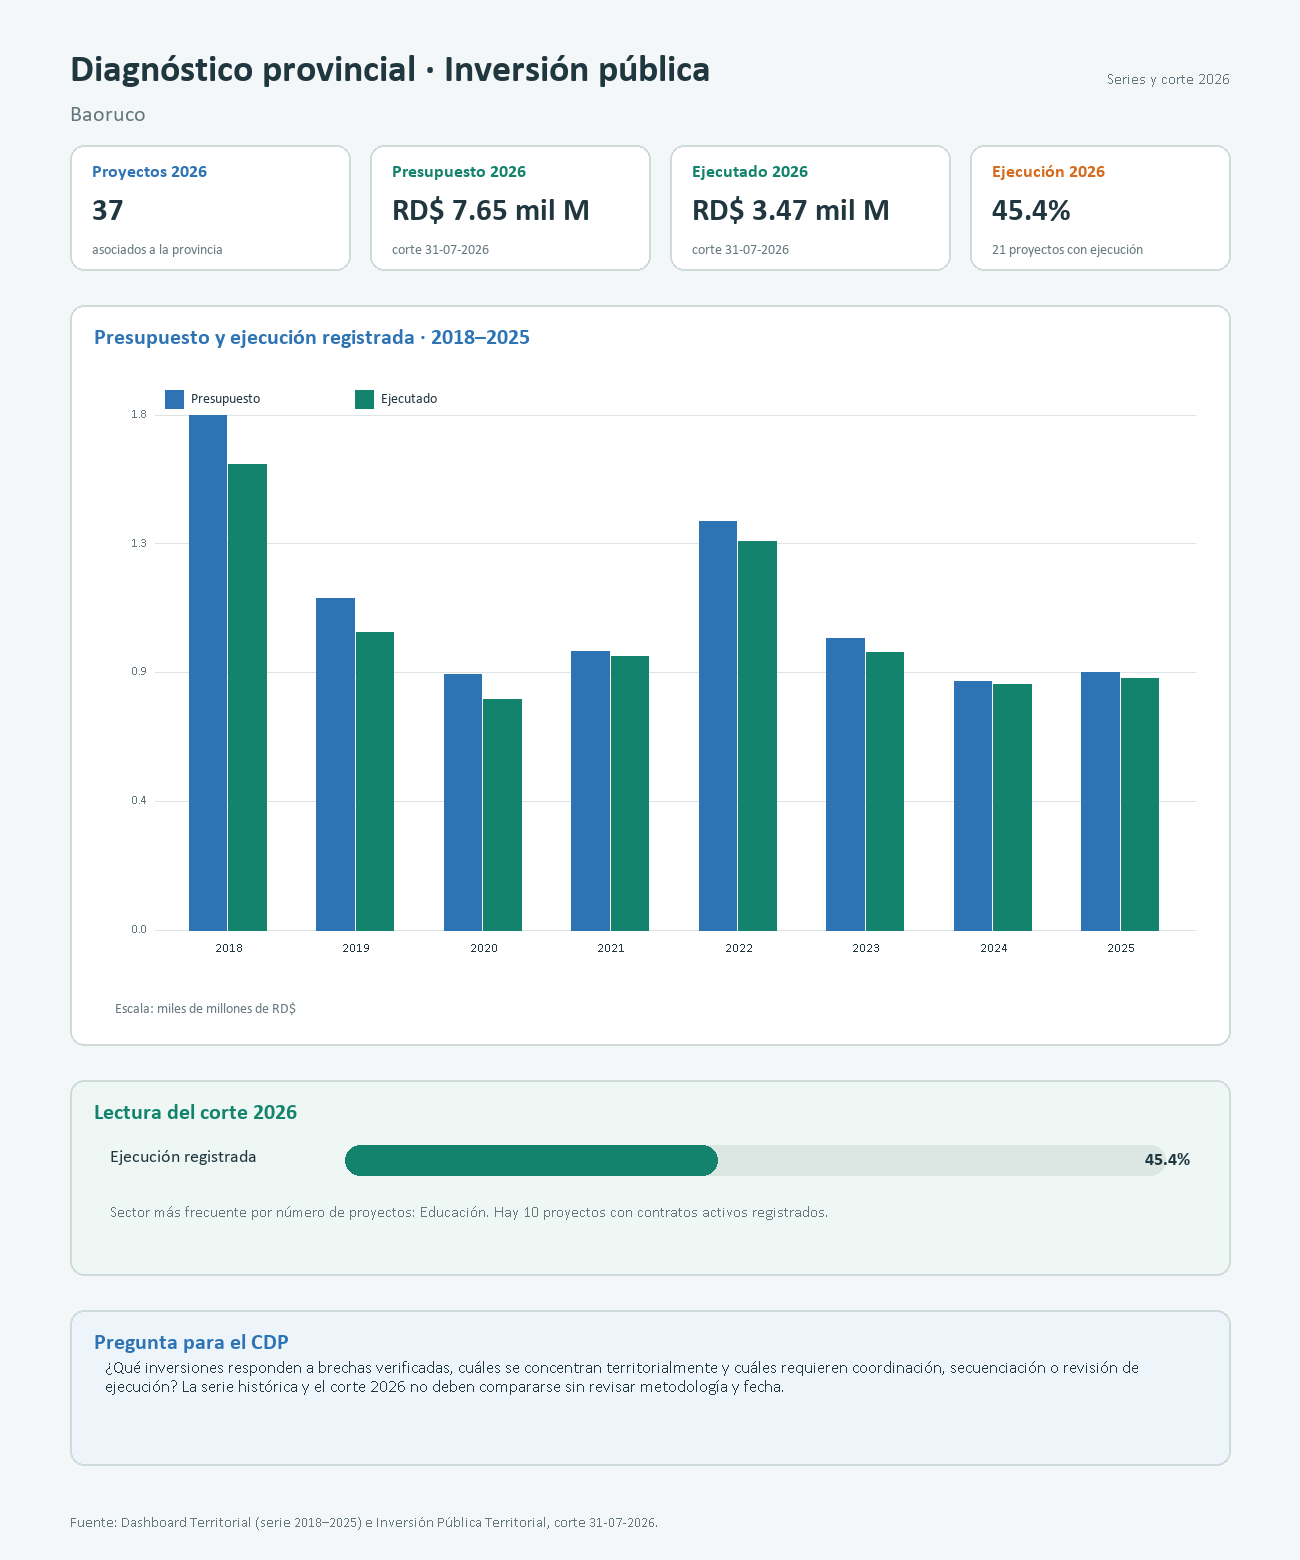 Diagnóstico provincial · Inversión pública
Series y corte 2026
Baoruco
Proyectos 2026
37
asociados a la provincia
Presupuesto 2026
RD$ 7.65 mil M
corte 31-07-2026
Ejecutado 2026
RD$ 3.47 mil M
corte 31-07-2026
Ejecución 2026
45.4%
21 proyectos con ejecución
Presupuesto y ejecución registrada · 2018–2025
Presupuesto
Ejecutado
1.8
1.3
0.9
0.4
0.0
2018
2019
2020
2021
2022
2023
2024
2025
Escala: miles de millones de RD$
Lectura del corte 2026
Ejecución registrada
45.4%
Sector más frecuente por número de proyectos: Educación. Hay 10 proyectos con contratos activos registrados.
Pregunta para el CDP
¿Qué inversiones responden a brechas verificadas, cuáles se concentran territorialmente y cuáles requieren coordinación, secuenciación o revisión de
ejecución? La serie histórica y el corte 2026 no deben compararse sin revisar metodología y fecha.
Fuente: Dashboard Territorial (serie 2018–2025) e Inversión Pública Territorial, corte 31-07-2026.